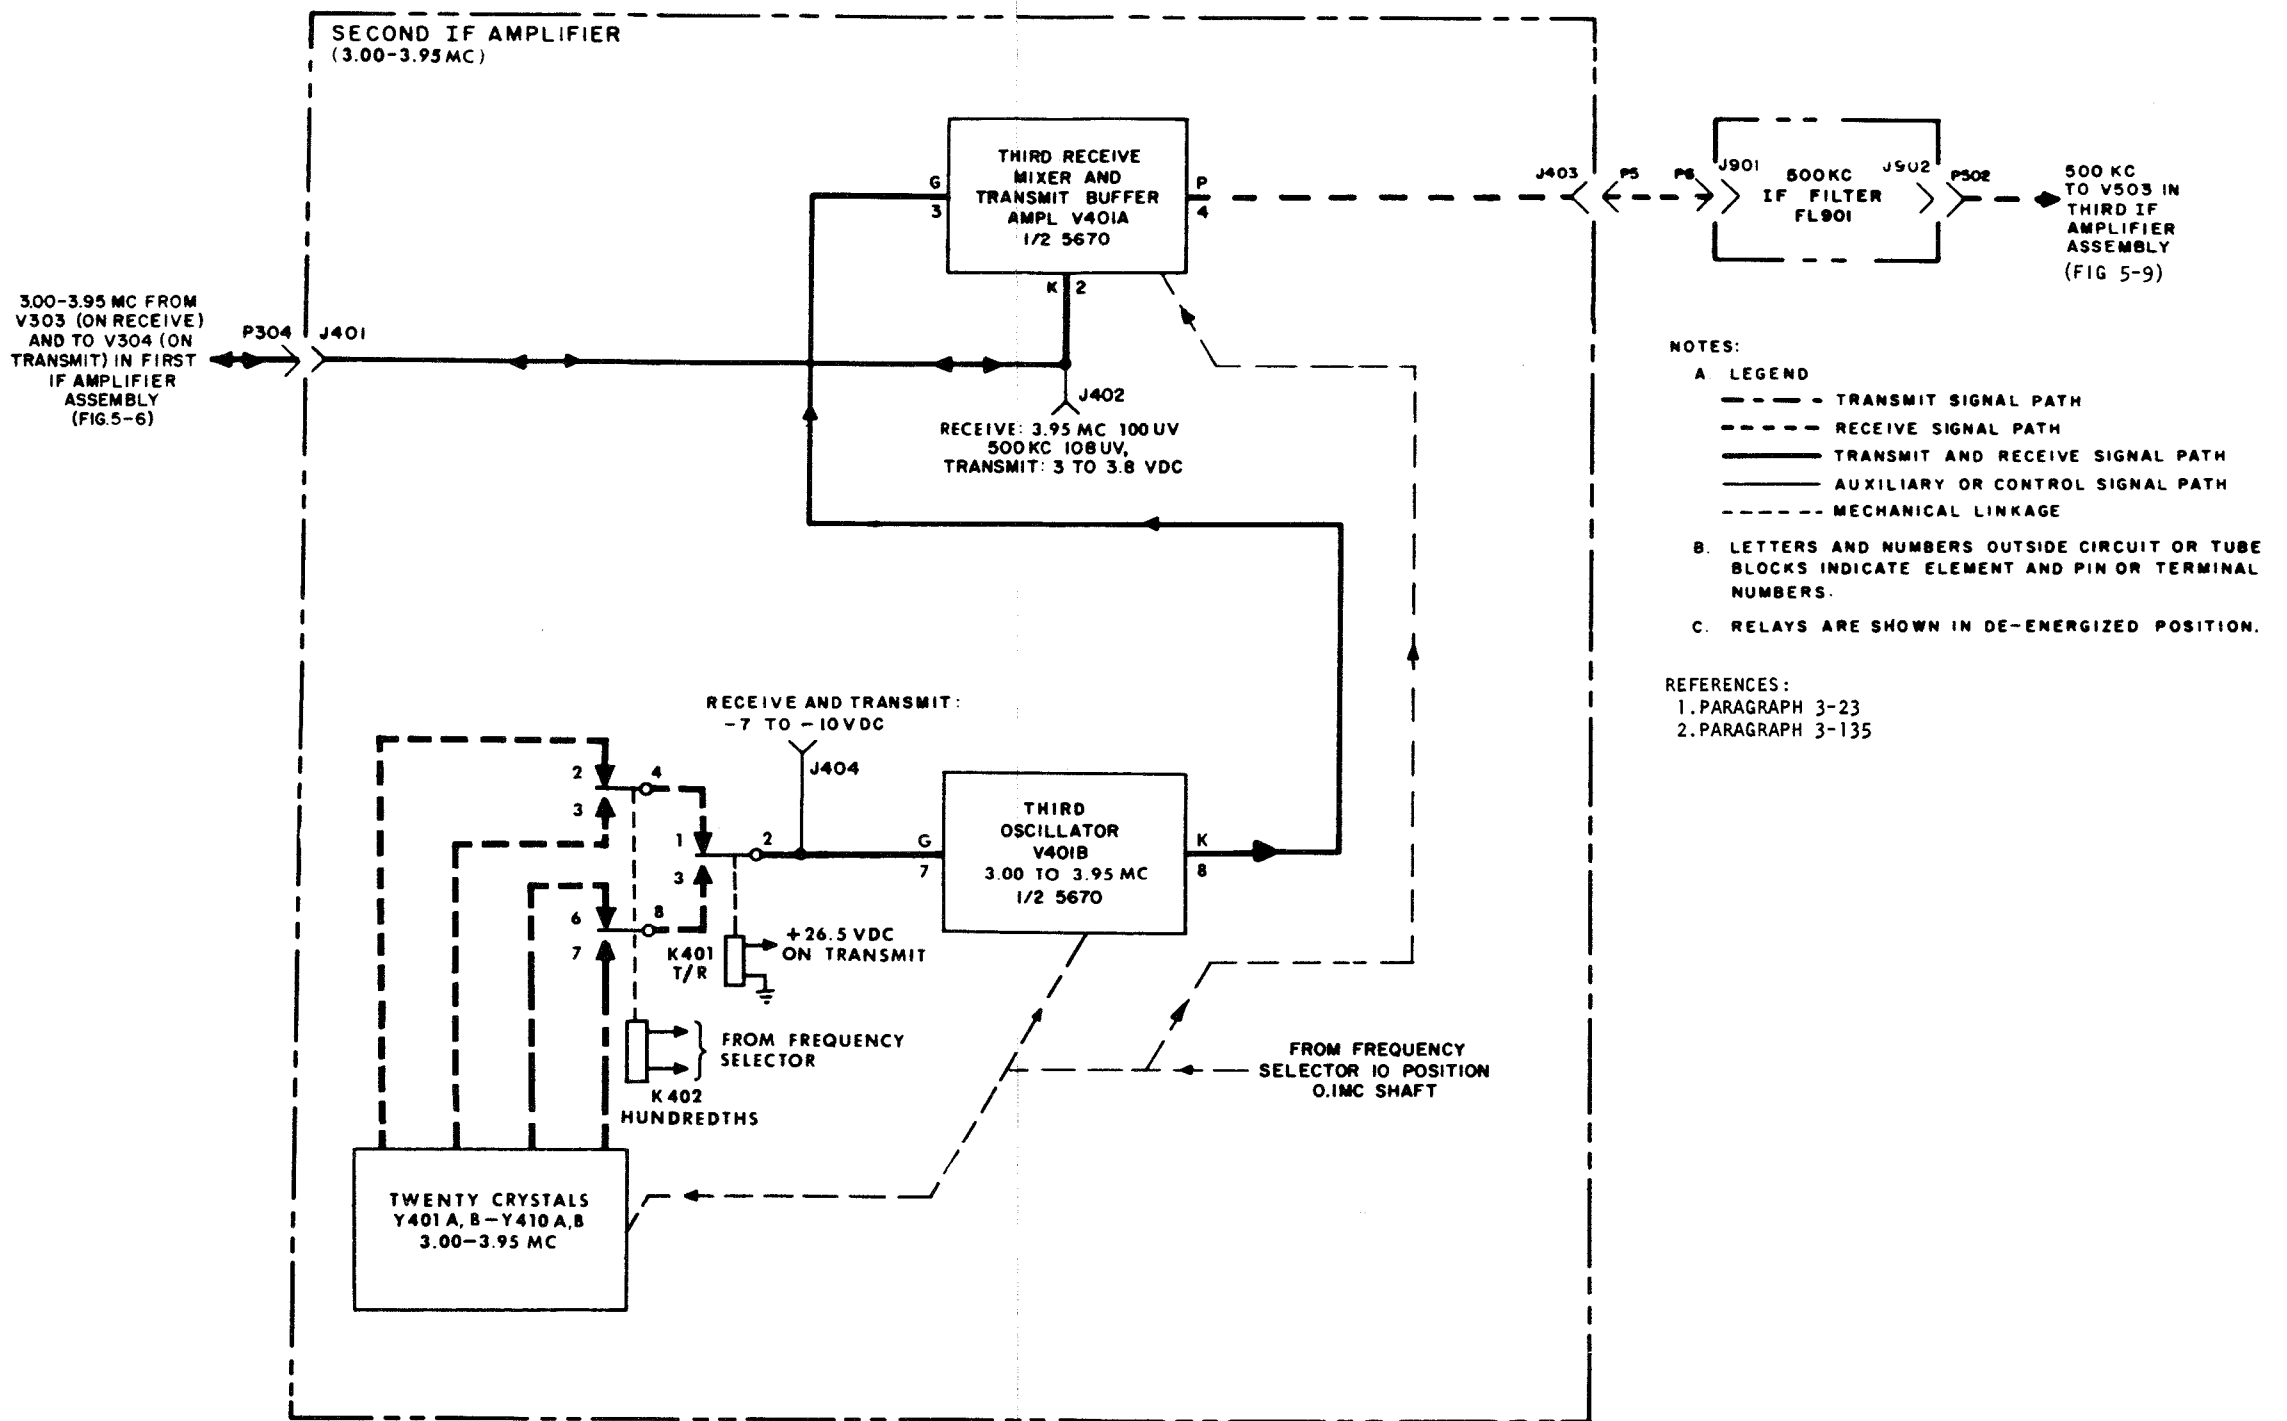 SECOND IF AMPLIFIER
(3.00-3.95 MC)
THIRD RECEIVE
MIXER AND
TRANSMIT BUFFER
AMPL V401A
1/2 5670
G
3
P
4
K 2
J403
P5
P6
J901
500 KC
IF FILTER
FL901
J902
P502
500 KC
TO V503 IN
THIRD IF
AMPLIFIER
ASSEMBLY
(FIG 5-9)
3.00-3.95 MC FROM
V303 (ON RECEIVE)
AND TO V304 (ON
TRANSMIT) IN FIRST
IF AMPLIFIER
ASSEMBLY
(FIG.5-6)
P304
J401
J402
RECEIVE: 3.95 MC 100 UV
500 KC 108 UV,
TRANSMIT: 3 TO 3.8 VDC
NOTES:
A. LEGEND
TRANSMIT SIGNAL PATH
RECEIVE SIGNAL PATH
TRANSMIT AND RECEIVE SIGNAL PATH
AUXILIARY OR CONTROL SIGNAL PATH
MECHANICAL LINKAGE
B. LETTERS AND NUMBERS OUTSIDE CIRCUIT OR TUBE
BLOCKS INDICATE ELEMENT AND PIN OR TERMINAL
NUMBERS.
C. RELAYS ARE SHOWN IN DE-ENERGIZED POSITION.
REFERENCES:
1. PARAGRAPH 3-23
2. PARAGRAPH 3-135
RECEIVE AND TRANSMIT:
-7 TO -10 VDC
J404
2
4
3
1
2
3
6
8
7
G
7
THIRD
OSCILLATOR
V401B
3.00 TO 3.95 MC
1/2 5670
K
8
K401
T/R
+26.5 VDC
ON TRANSMIT
FROM FREQUENCY
SELECTOR
K402
HUNDREDTHS
FROM FREQUENCY
SELECTOR 10 POSITION
0.1MC SHAFT
TWENTY CRYSTALS
Y401 A, B-Y410 A,B
3.00-3.95 MC